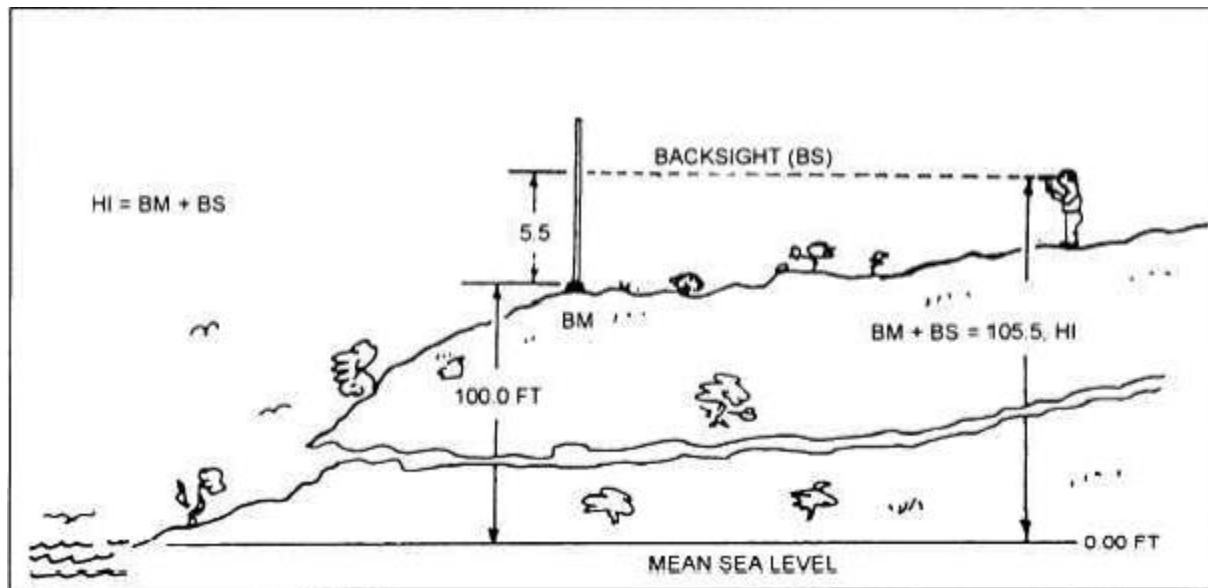 BACKSIGHT (BS)
HI = BM + BS
5.5
BM
BM + BS = 105.5, HI
100.0 FT
0.00 FT
MEAN SEA LEVEL